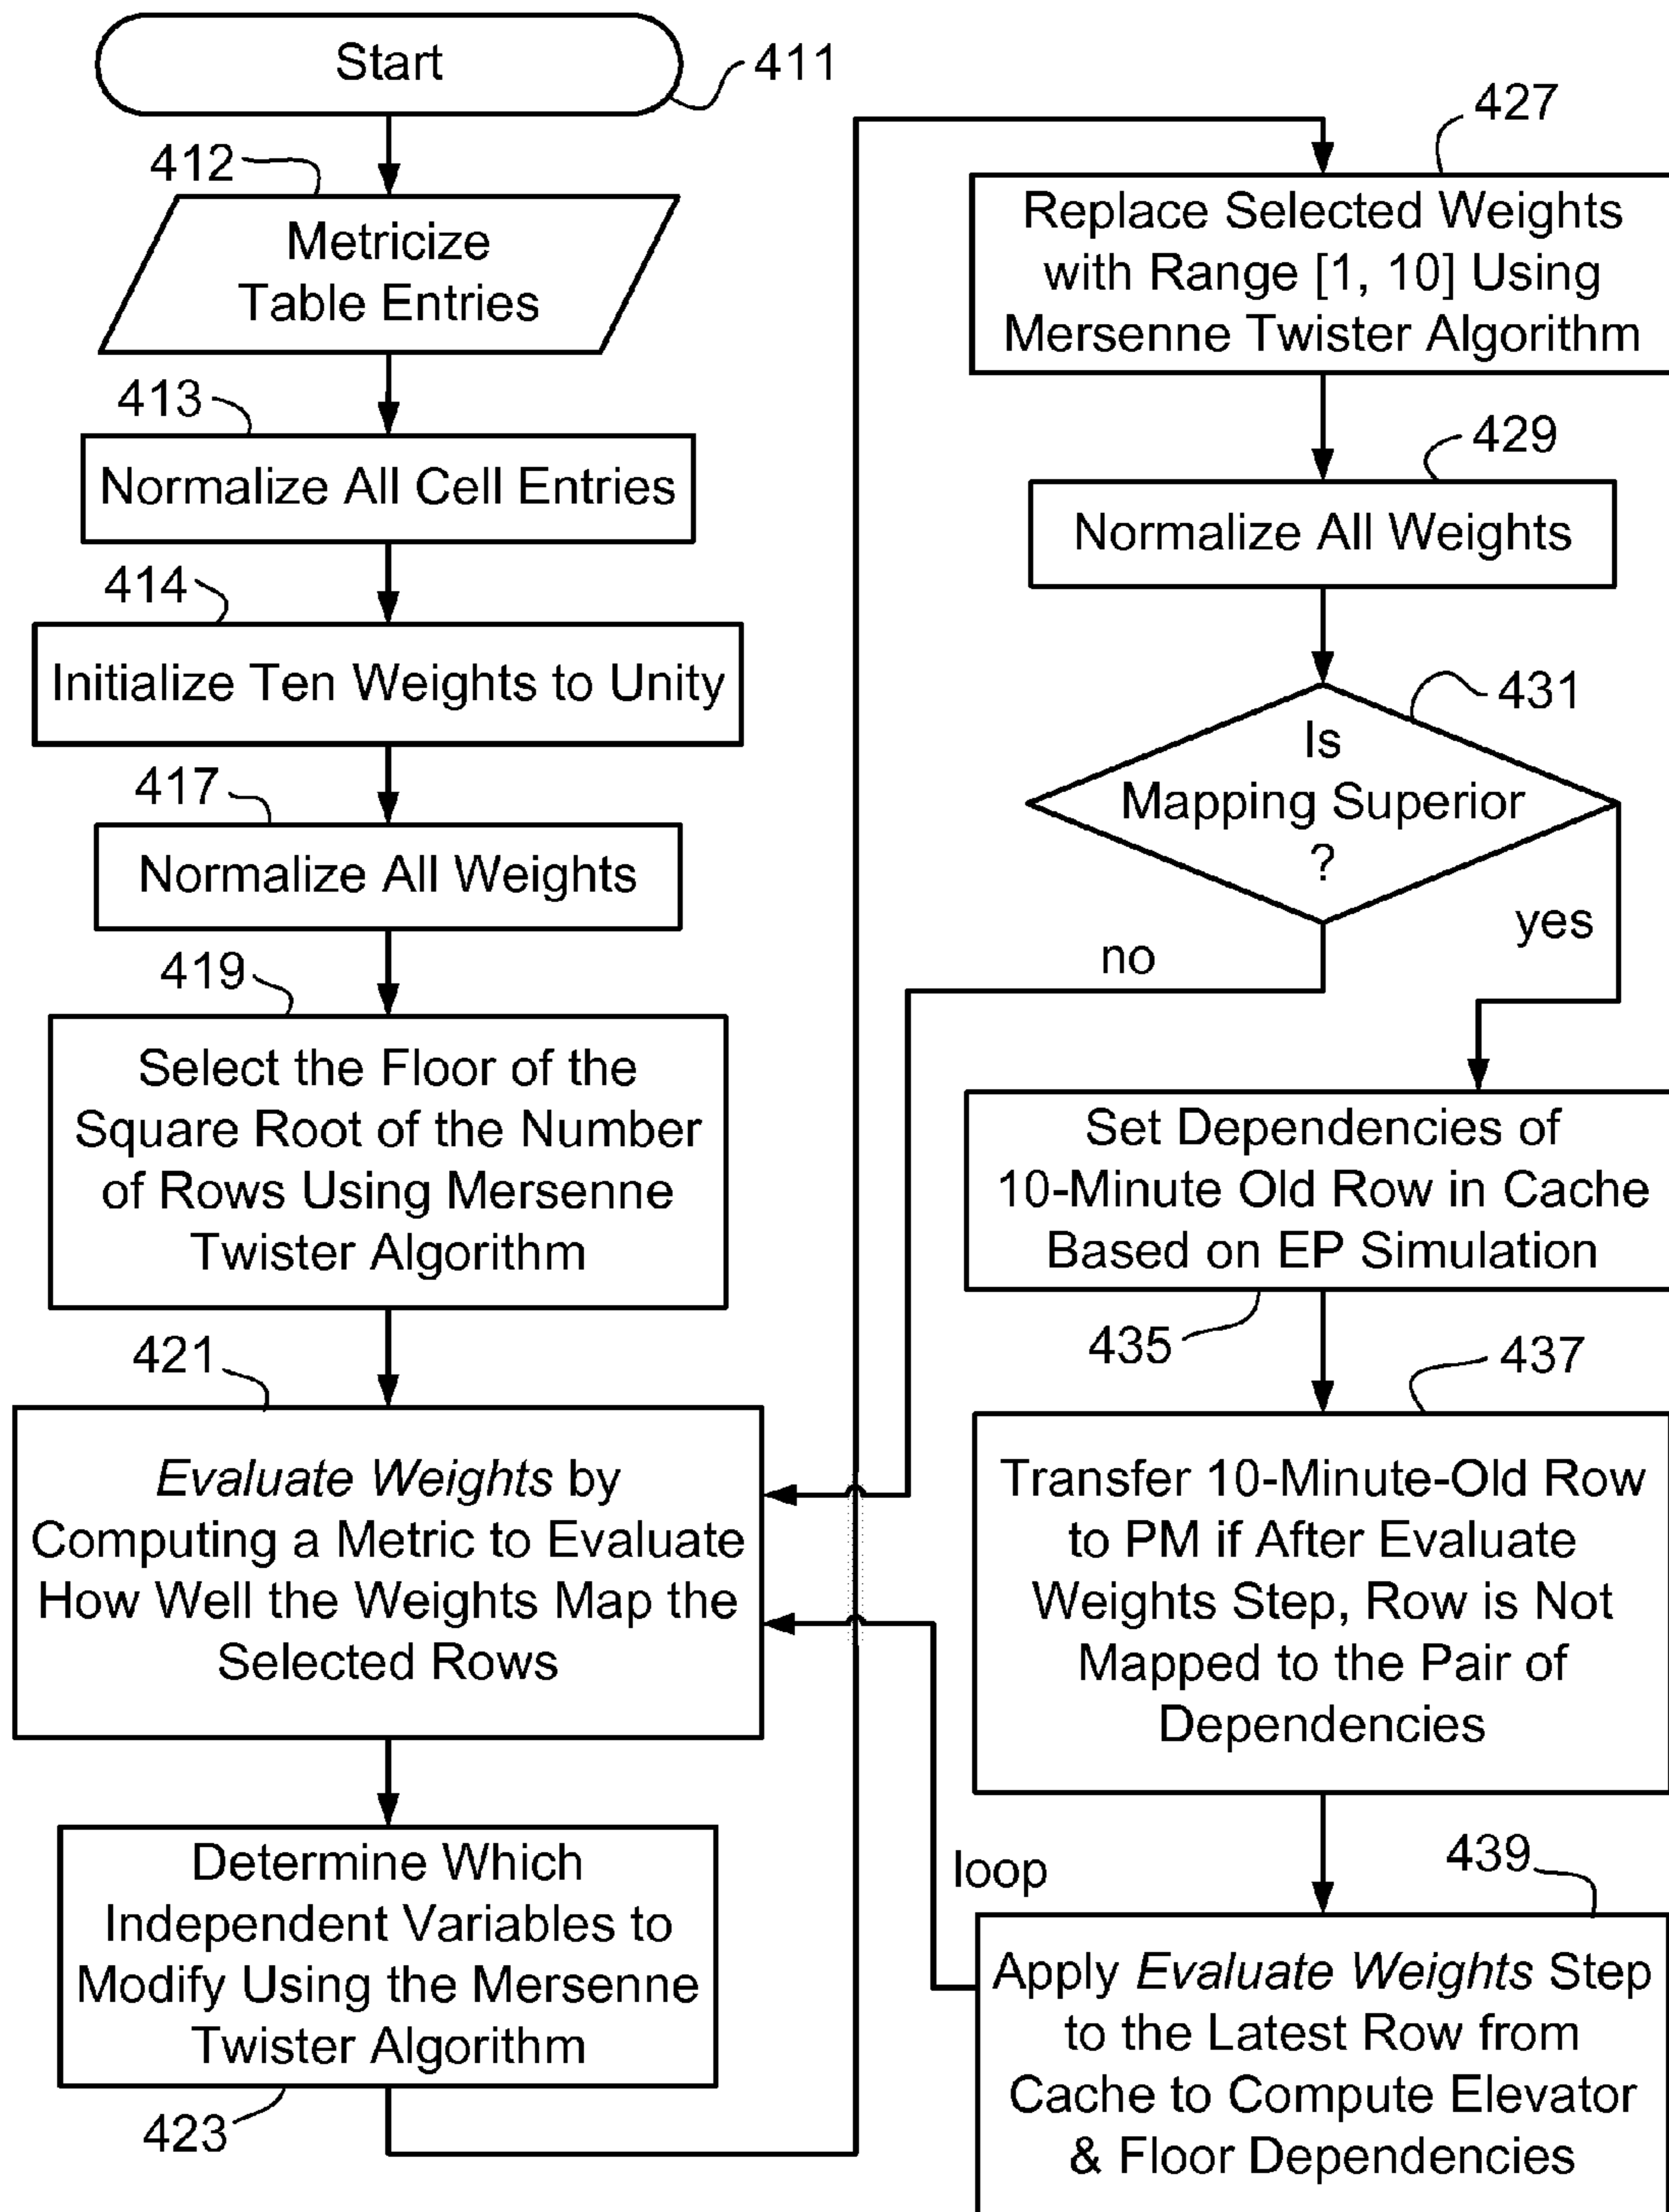 Start
411
412
Metricize
Table Entries
413
Normalize All Cell Entries
414
Initialize Ten Weights to Unity
417
Normalize All Weights
419
Select the Floor of the
Square Root of the Number
of Rows Using Mersenne
Twister Algorithm
421
Evaluate Weights by
Computing a Metric to Evaluate
How Well the Weights Map the
Selected Rows
Determine Which
Independent Variables to
Modify Using the Mersenne
Twister Algorithm
423
427
Replace Selected Weights
with Range [1, 10] Using
Mersenne Twister Algorithm
429
Normalize All Weights
431
Is
Mapping Superior
?
no
yes
Set Dependencies of
10-Minute Old Row in Cache
Based on EP Simulation
435
437
Transfer 10-Minute-Old Row
to PM if After Evaluate
Weights Step, Row is Not
Mapped to the Pair of
Dependencies
loop
439
Apply Evaluate Weights Step
to the Latest Row from
Cache to Compute Elevator
& Floor Dependencies